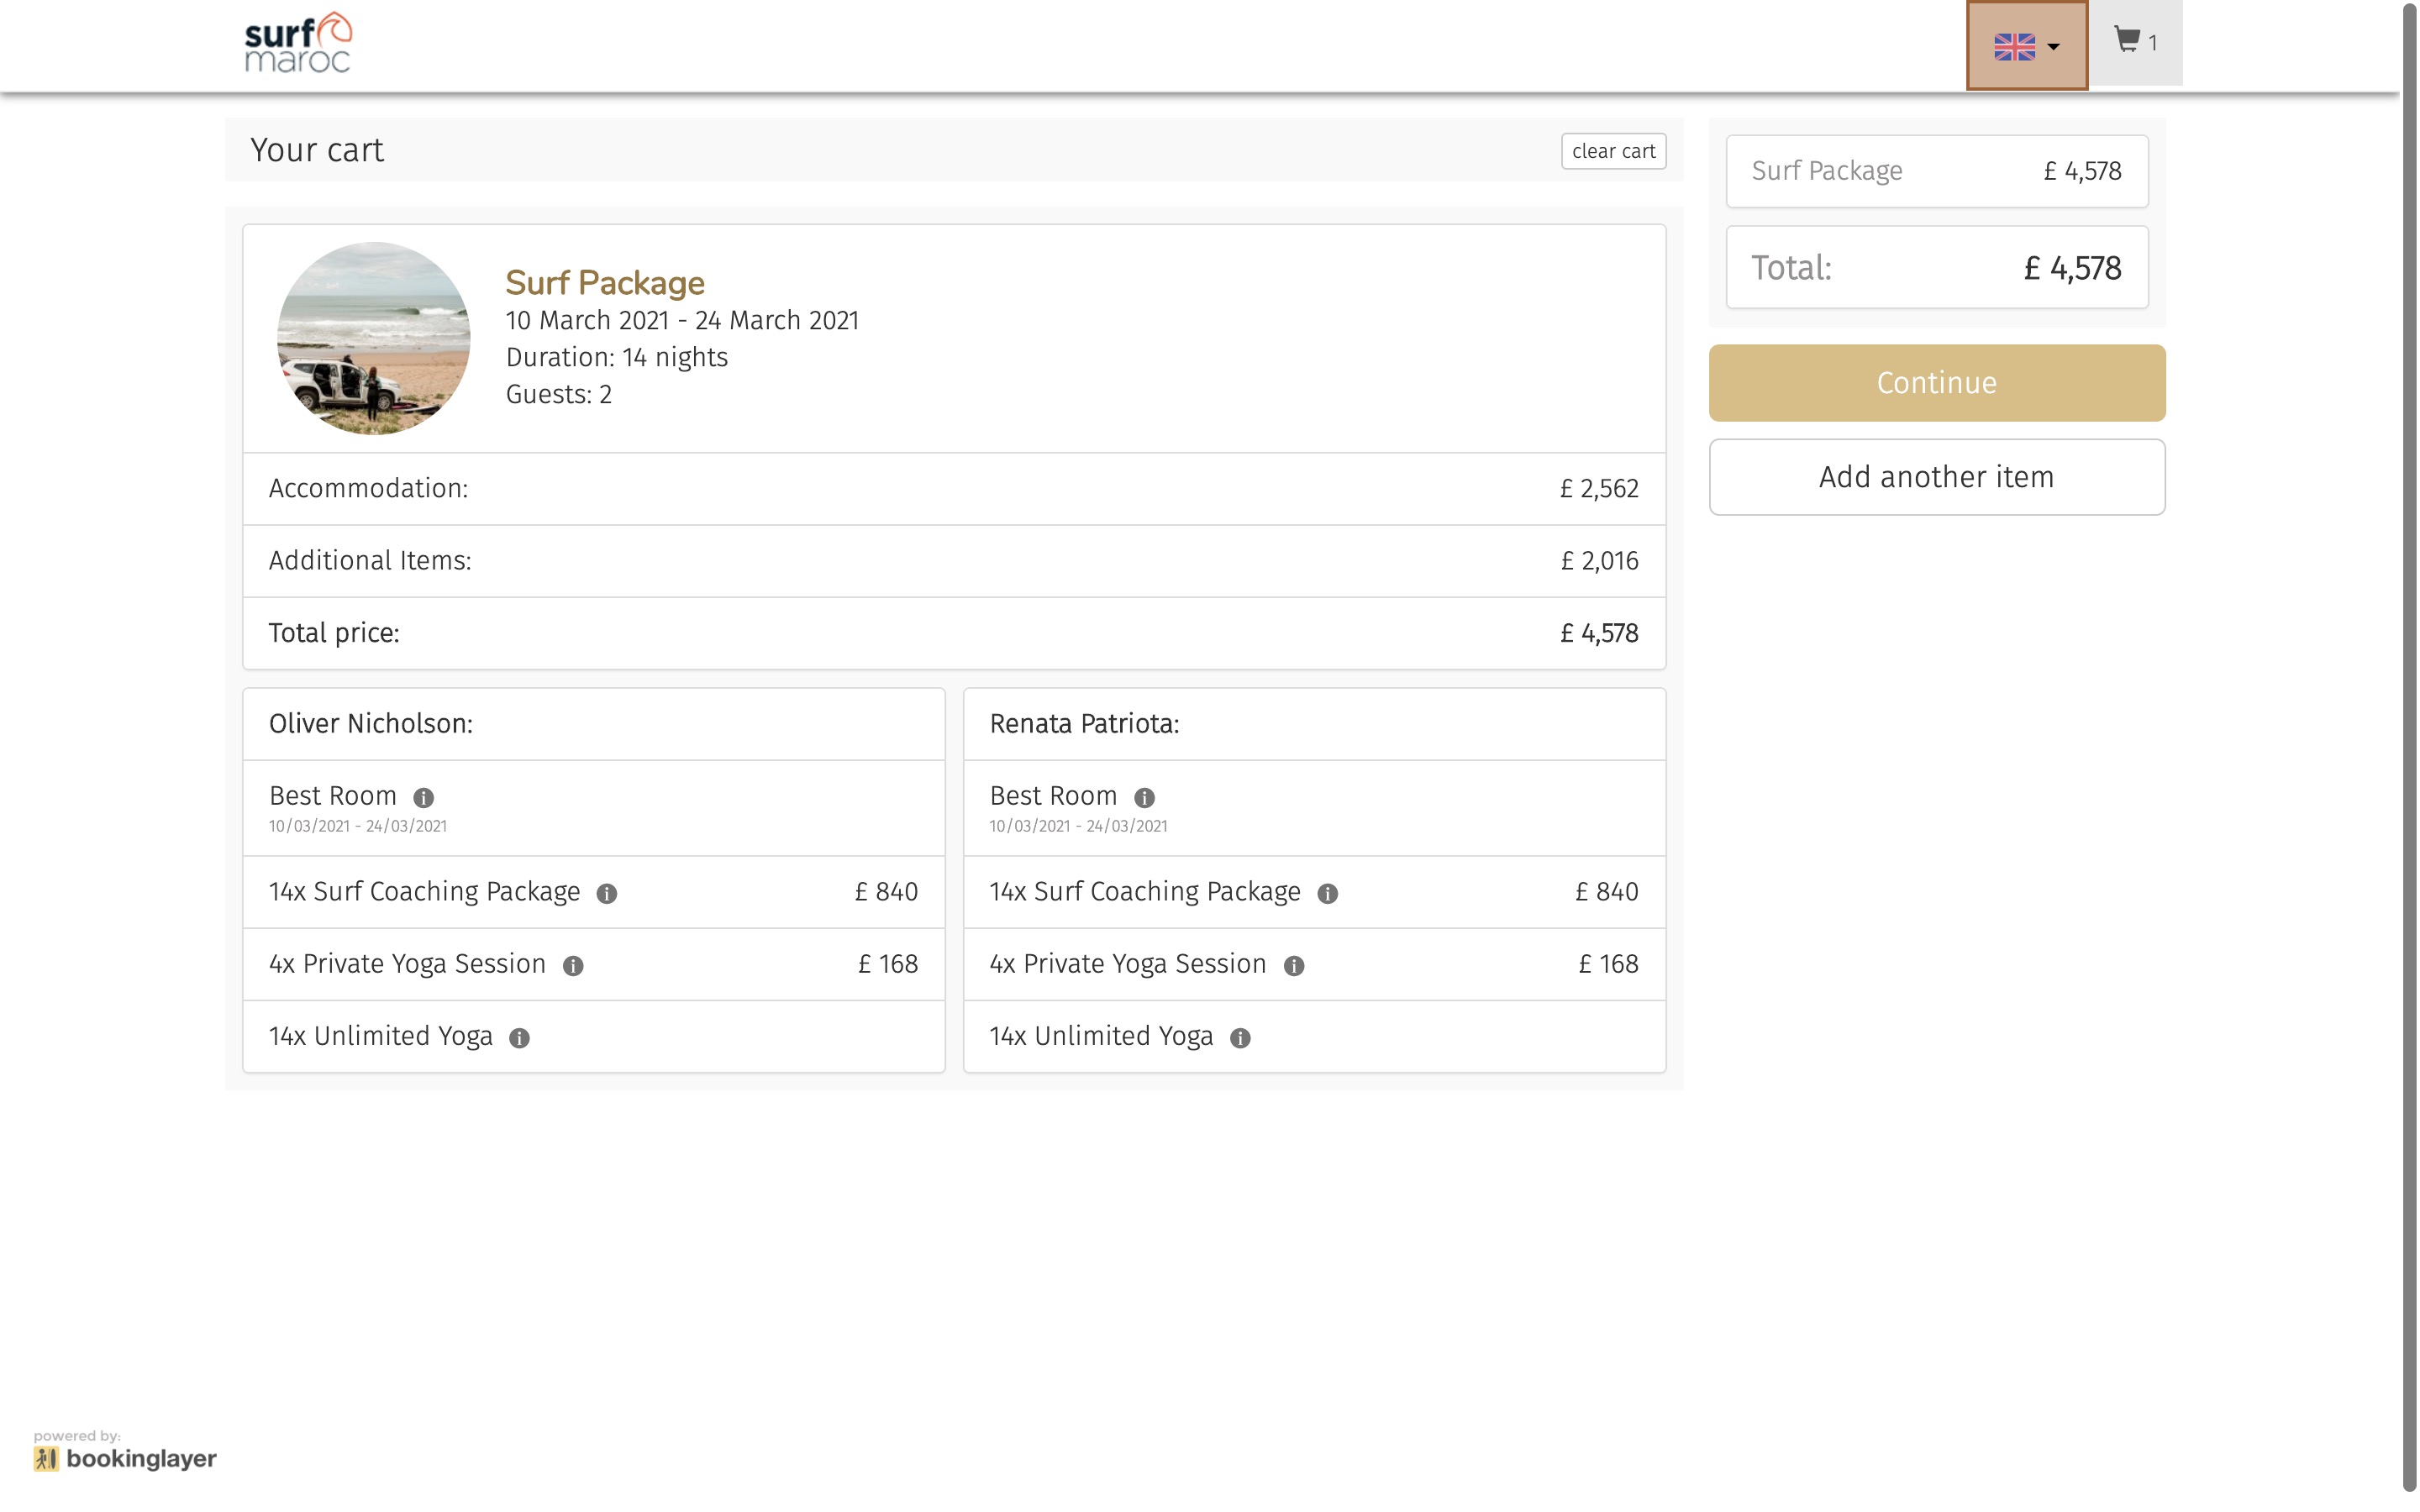 surf
maroc
1
Your cart
clear cart
Surf Package
10 March 2021 - 24 March 2021
Duration: 14 nights
Guests: 2
Accommodation: £ 2,562
Additional Items: £ 2,016
Total price: £ 4,578
Oliver Nicholson:
Best Room
10/03/2021 - 24/03/2021
14x Surf Coaching Package £ 840
4x Private Yoga Session £ 168
14x Unlimited Yoga
Renata Patriota:
Best Room
10/03/2021 - 24/03/2021
14x Surf Coaching Package £ 840
4x Private Yoga Session £ 168
14x Unlimited Yoga
Surf Package £ 4,578
Total: £ 4,578
Continue
Add another item
powered by:
bookinglayer